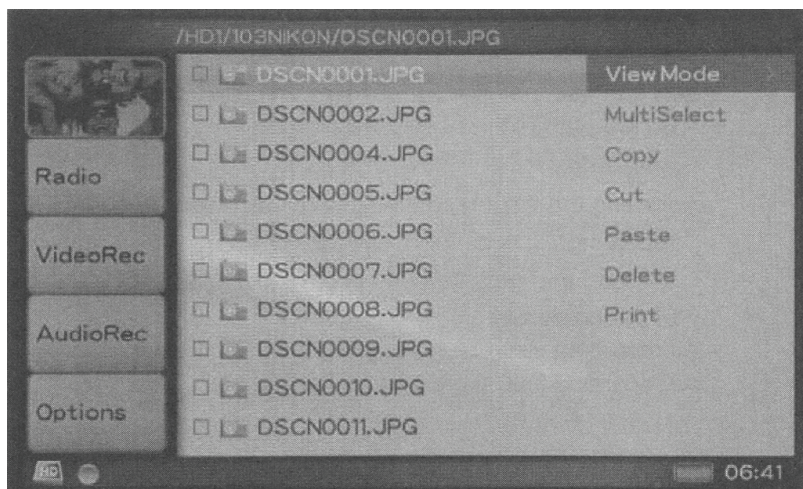 /HD1/103NIKON/DSCN0001.JPG
DSCN0001.JPG
DSCN0002.JPG
DSCN0004.JPG
DSCN0005.JPG
DSCN0006.JPG
DSCN0007.JPG
DSCN0008.JPG
DSCN0009.JPG
DSCN0010.JPG
DSCN0011.JPG
View Mode >
MultiSelect
Copy
Cut
Paste
Delete
Print
Radio
VideoRec
AudioRec
Options
HD
06:41